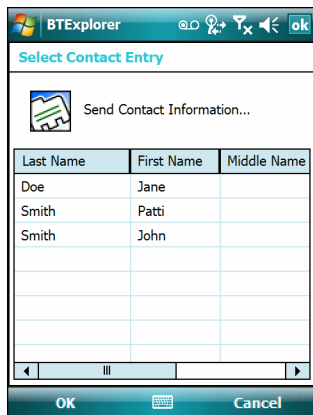 BTExplorer ok
Select Contact Entry
Send Contact Information...
Last Name First Name Middle Name
Doe Jane
Smith Patti
Smith John
OK Cancel